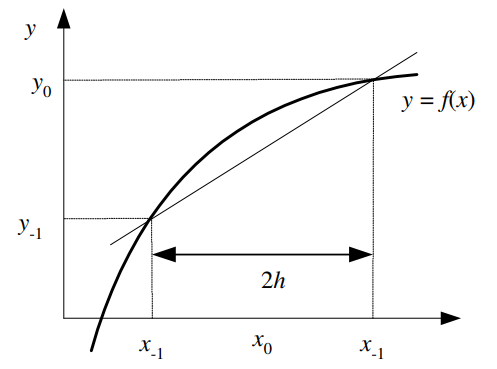 y
y₀
y = f(x)
y₋₁
2h
x₋₁ x₀ x₋₁